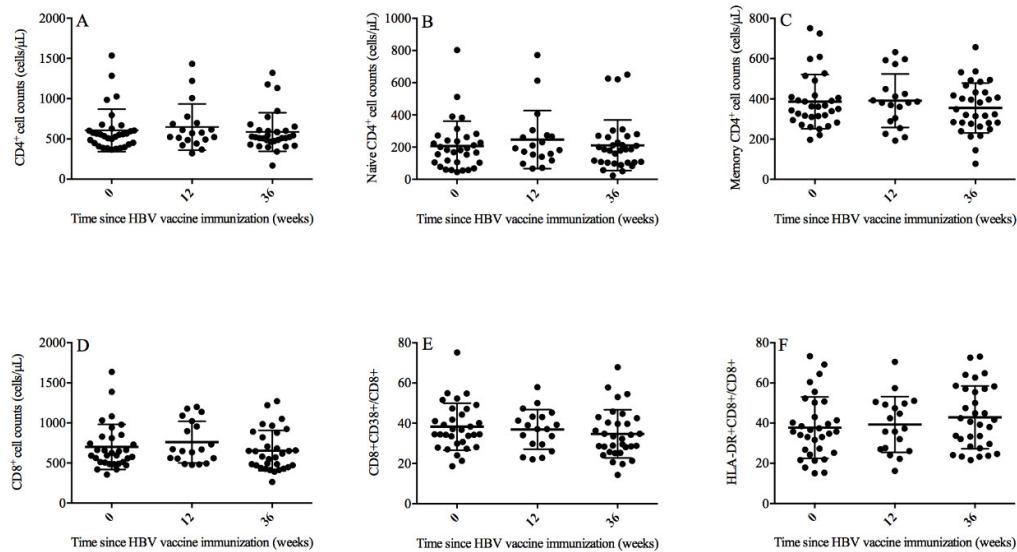 A
CD4+ cell counts (cells/μL)
2000
1500
1000
500
0
0
12
36
Time since HBV vaccine immunization (weeks)
B
Naïve CD4+ cell counts (cells/μL)
1000
800
600
400
200
0
0
12
36
Time since HBV vaccine immunization (weeks)
C
Memory CD4+ cell counts (cells/μL)
800
600
400
200
0
0
12
36
Time since HBV vaccine immunization (weeks)
D
CD8+ cell counts (cells/μL)
2000
1500
1000
500
0
0
12
36
Time since HBV vaccine immunization (weeks)
E
CD8+CD38+/CD8+
80
60
40
20
0
0
12
36
Time since HBV vaccine immunization (weeks)
F
HLA-DR+CD8+/CD8+
80
60
40
20
0
0
12
36
Time since HBV vaccine immunization (weeks)